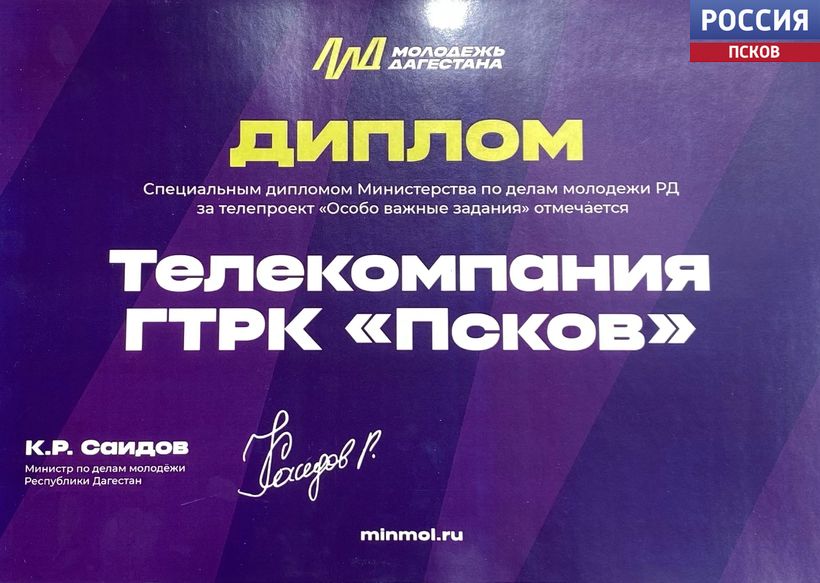 РОССИЯ
ПСКОВ
МОЛОДЕЖЬ
ДАГЕСТАНА
ДИПЛОМ
Специальным дипломом Министерства по делам молодежи РД
за телепроект «Особо важные задания» отмечается
Телекомпания
ГТРК «Псков»
К.Р. Саидов
Министр по делам молодёжи
Республики Дагестан
Саидов Р.
minmol.ru